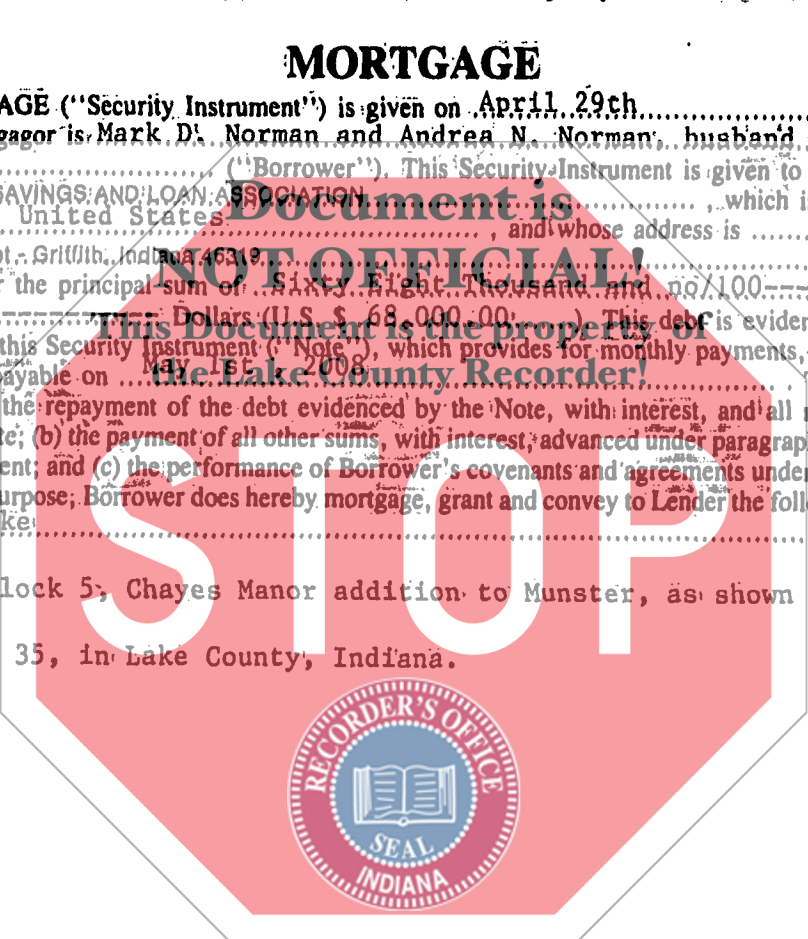 MORTGAGE
AGE ("Security Instrument") is given on April 29th
gagor is Mark D. Norman and Andrea N. Norman, husband
("Borrower"). This Security Instrument is given to
SAVINGS AND LOAN ASSOCIATION , which
United States , and whose address is
Griffith, Indiana 46319
the principal sum of Sixty Eight Thousand and no/100---
Dollars (U.S. $ 68,000.00 ). This debt is eviden
this Security Instrument ("Note"), which provides for monthly payments,
ayable on May 1st, 2008
the repayment of the debt evidenced by the Note, with interest, and all
te; (b) the payment of all other sums, with interest, advanced under paragrap
ent; and (c) the performance of Borrower's covenants and agreements under
urpose, Borrower does hereby mortgage, grant and convey to Lender the foll
ke
lock 5, Chayes Manor addition to Munster, as shown
35, in Lake County, Indiana.
Document is
NOT OFFICIAL!
This Document is the property of
the Lake County Recorder!
STOP
RECORDER'S OFFICE
SEAL
INDIANA